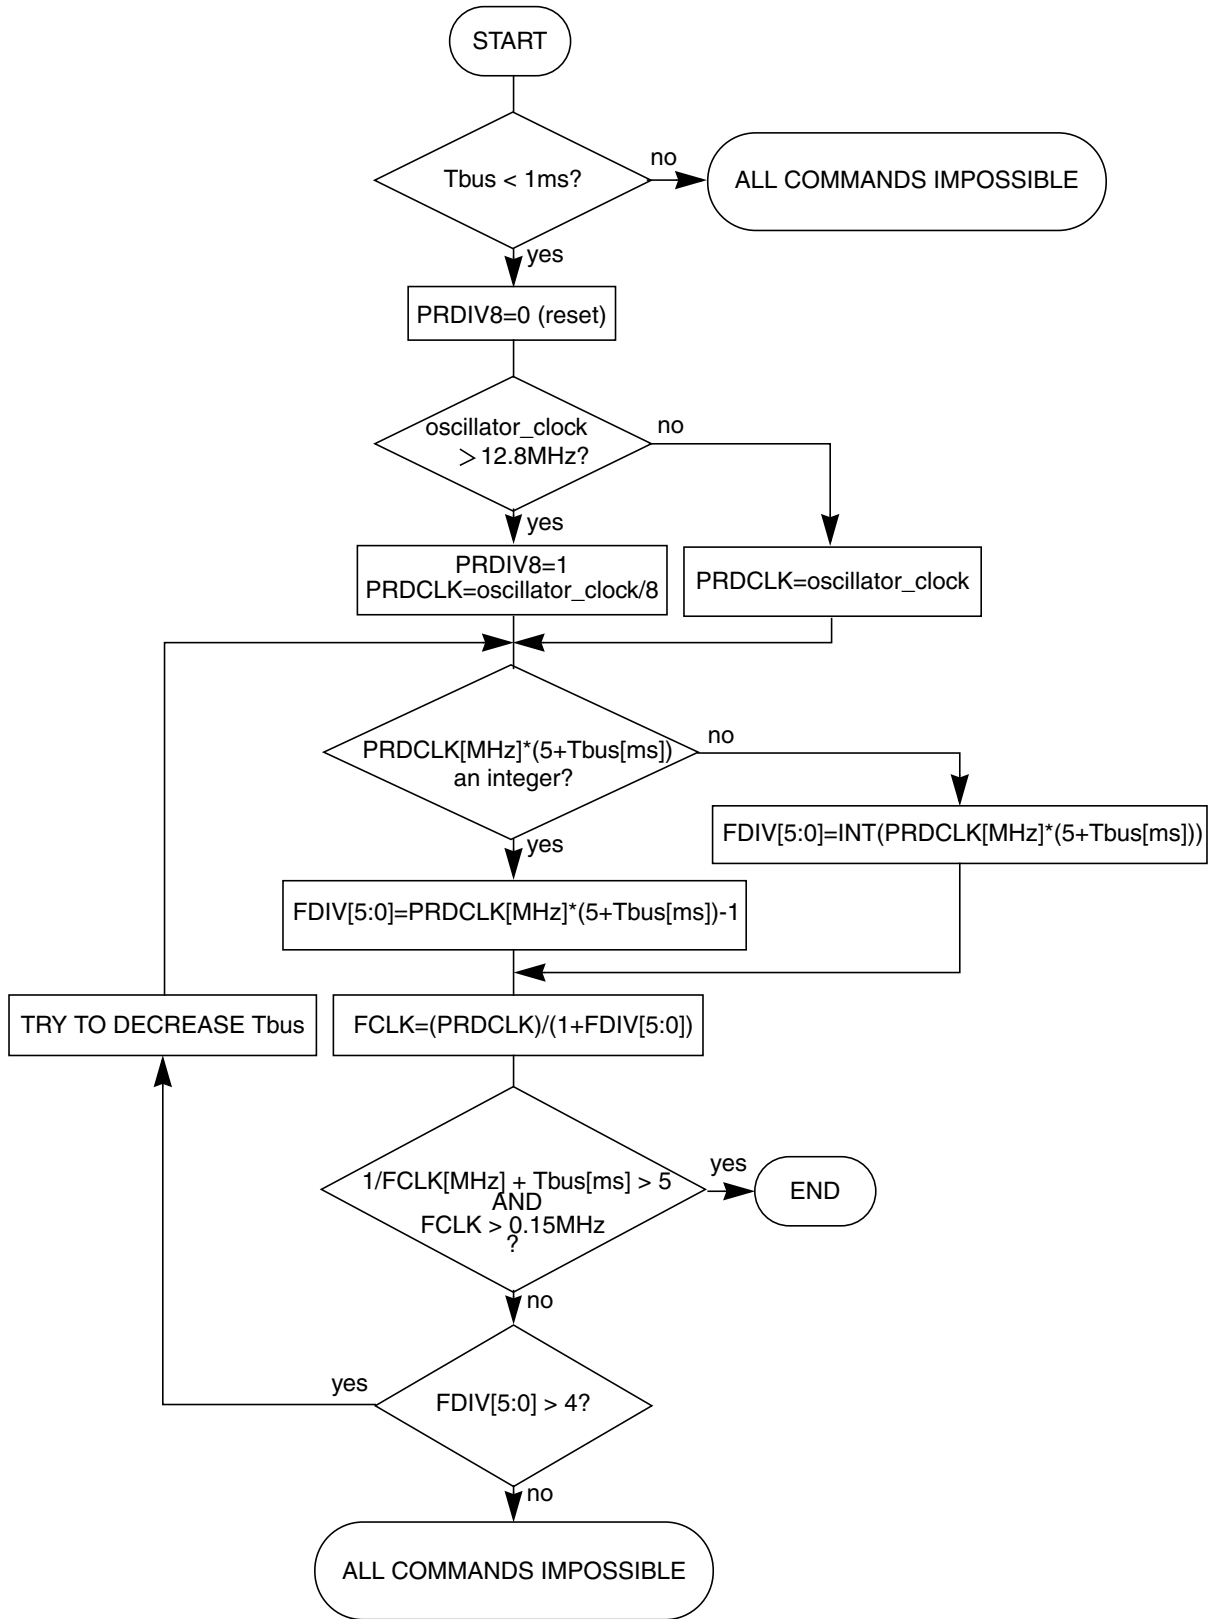 START
Tbus < 1ms?
no
ALL COMMANDS IMPOSSIBLE
yes
PRDIV8=0 (reset)
oscillator_clock
> 12.8MHz?
no
yes
PRDIV8=1
PRDCLK=oscillator_clock/8
PRDCLK=oscillator_clock
PRDCLK[MHz]*(5+Tbus[ms])
an integer?
no
yes
FDIV[5:0]=INT(PRDCLK[MHz]*(5+Tbus[ms]))
FDIV[5:0]=PRDCLK[MHz]*(5+Tbus[ms])-1
TRY TO DECREASE Tbus
FCLK=(PRDCLK)/(1+FDIV[5:0])
1/FCLK[MHz] + Tbus[ms] > 5
AND
FCLK > 0.15MHz
?
yes
END
no
FDIV[5:0] > 4?
yes
no
ALL COMMANDS IMPOSSIBLE